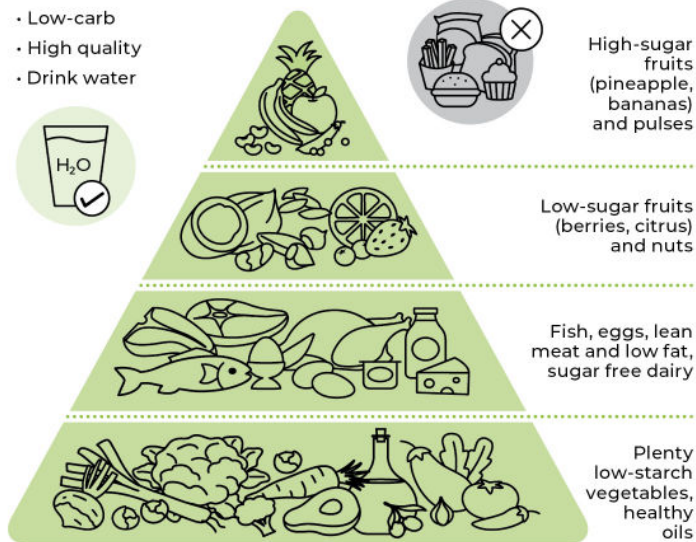 • Low-carb
• High quality
• Drink water
H₂O
High-sugar
fruits
(pineapple,
bananas)
and pulses
Low-sugar fruits
(berries, citrus)
and nuts
Fish, eggs, lean
meat and low fat,
sugar free dairy
Plenty
low-starch
vegetables,
healthy
oils